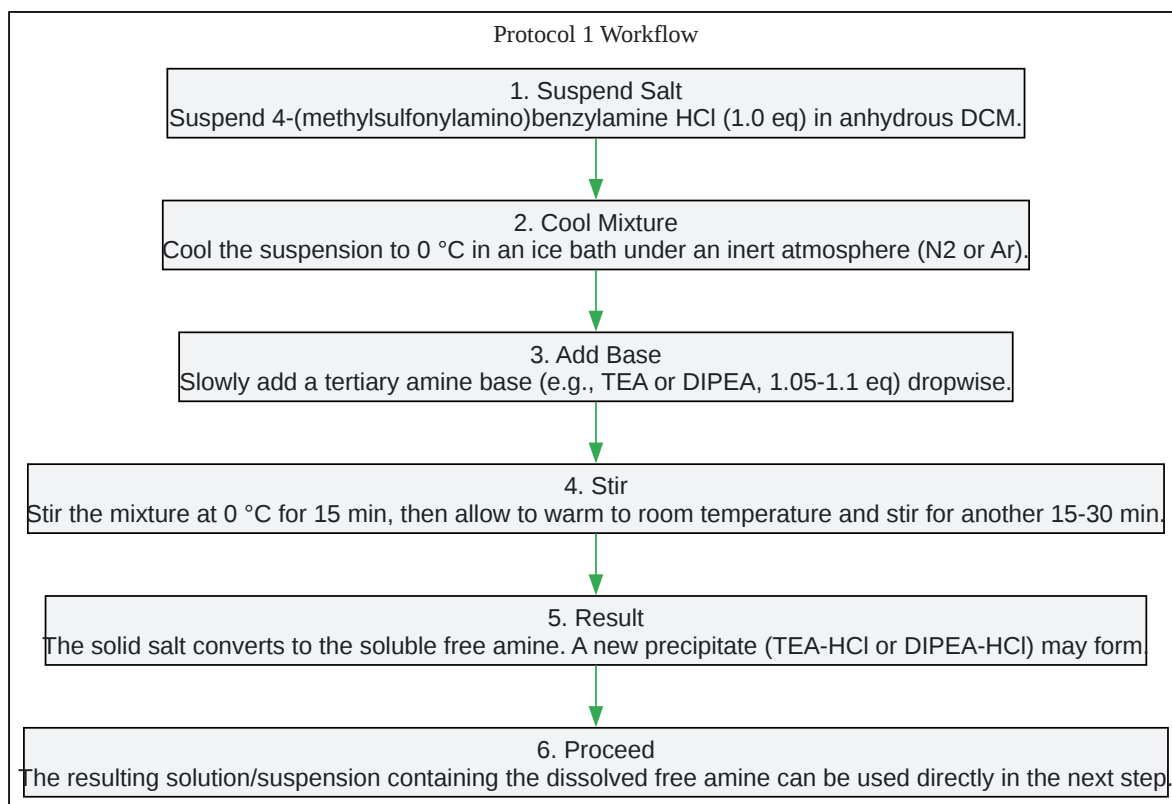 Protocol 1 Workflow
1. Suspend Salt
Suspend 4-(methylsulfonylamino)benzylamine HCl (1.0 eq) in anhydrous DCM.
2. Cool Mixture
Cool the suspension to 0 °C in an ice bath under an inert atmosphere (N2 or Ar).
3. Add Base
Slowly add a tertiary amine base (e.g., TEA or DIPEA, 1.05-1.1 eq) dropwise.
4. Stir
Stir the mixture at 0 °C for 15 min, then allow to warm to room temperature and stir for another 15-30 min.
5. Result
The solid salt converts to the soluble free amine. A new precipitate (TEA-HCl or DIPEA-HCl) may form.
6. Proceed
The resulting solution/suspension containing the dissolved free amine can be used directly in the next step.